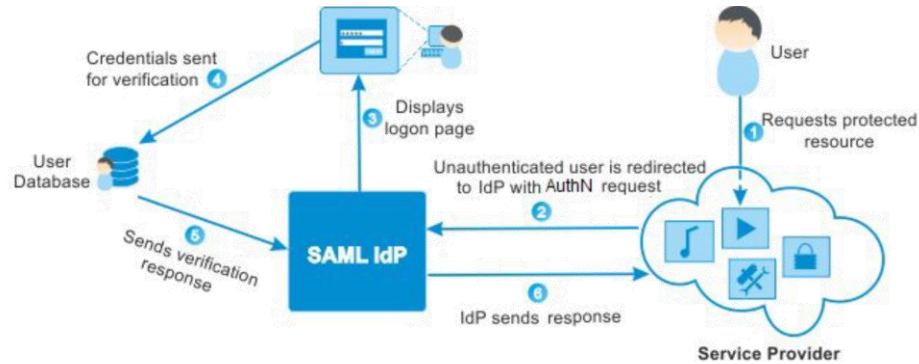 Credentials sent
for verification 4
User
3 Displays
logon page
1 Requests protected
resource
User
Database
Unauthenticated user is redirected
to IdP with AuthN request
2
5
Sends verification
response
SAML IdP
6
IdP sends response
Service Provider